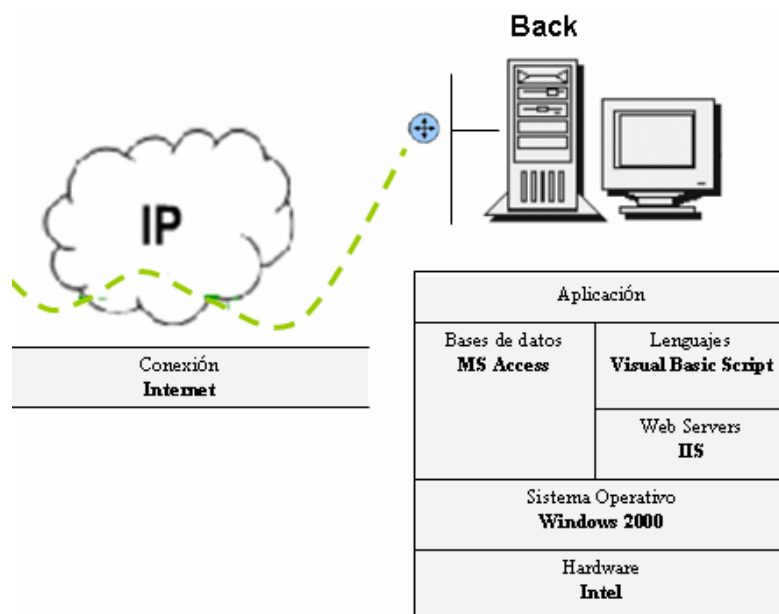 Back
IP
Conexión
Internet
Aplicación
Bases de datos
MS Access
Lenguajes
Visual Basic Script
Web Servers
IIS
Sistema Operativo
Windows 2000
Hardware
Intel